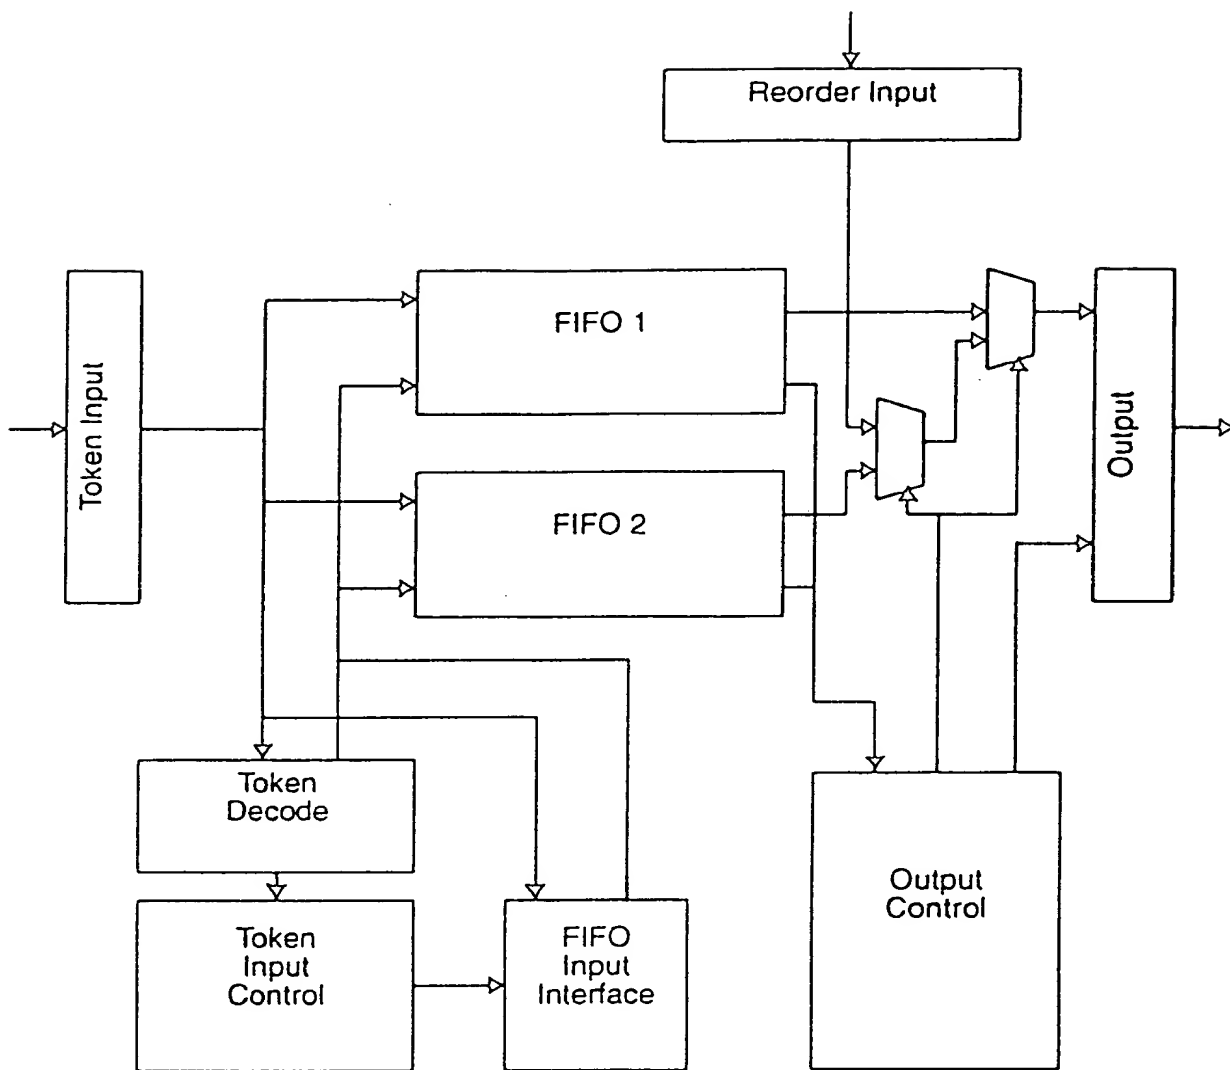 Reorder Input
Token Input
FIFO 1
FIFO 2
Output
Token
Decode
Token
Input
Control
FIFO
Input
Interface
Output
Control